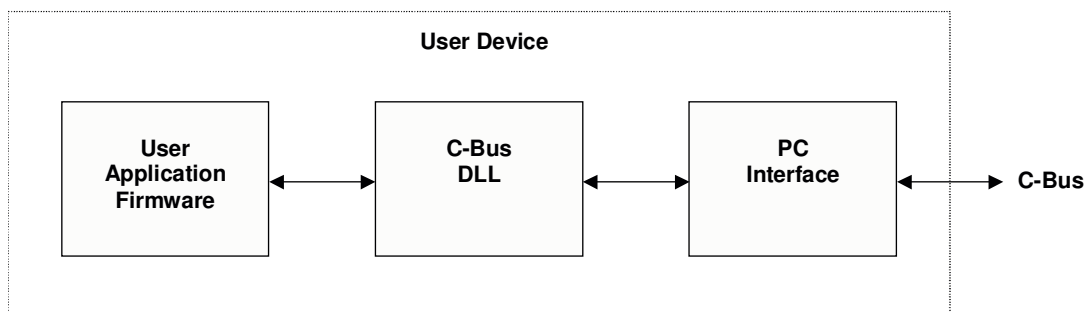 User Device
User
Application
Firmware
C-Bus
DLL
PC
Interface
C-Bus